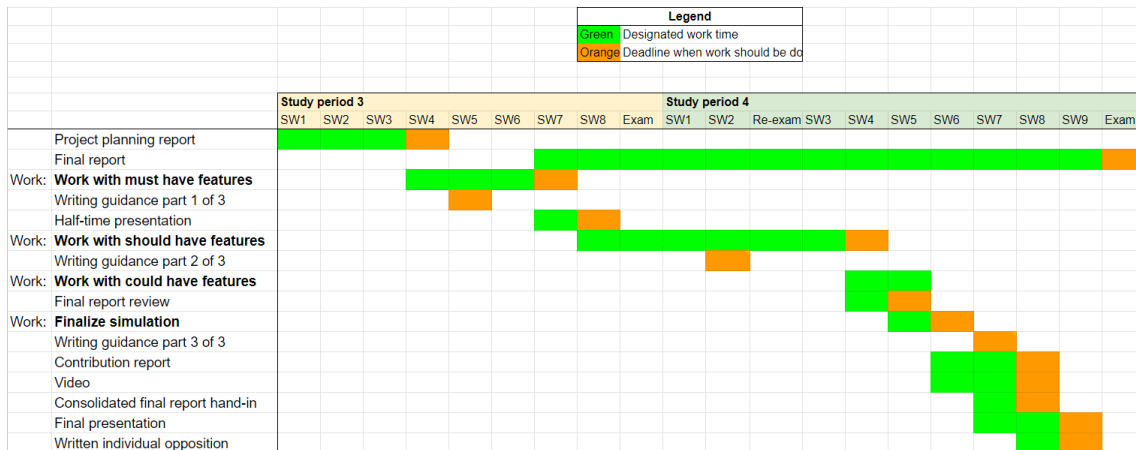 Legend
Green Designated work time
Orange Deadline when work should be do
Study period 3 Study period 4
SW1 SW2 SW3 SW4 SW5 SW6 SW7 SW8 Exam SW1 SW2 Re-exam SW3 SW4 SW5 SW6 SW7 SW8 SW9 Exam
Project planning report
Final report
Work: Work with must have features
Writing guidance part 1 of 3
Half-time presentation
Work: Work with should have features
Writing guidance part 2 of 3
Work: Work with could have features
Final report review
Work: Finalize simulation
Writing guidance part 3 of 3
Contribution report
Video
Consolidated final report hand-in
Final presentation
Written individual opposition